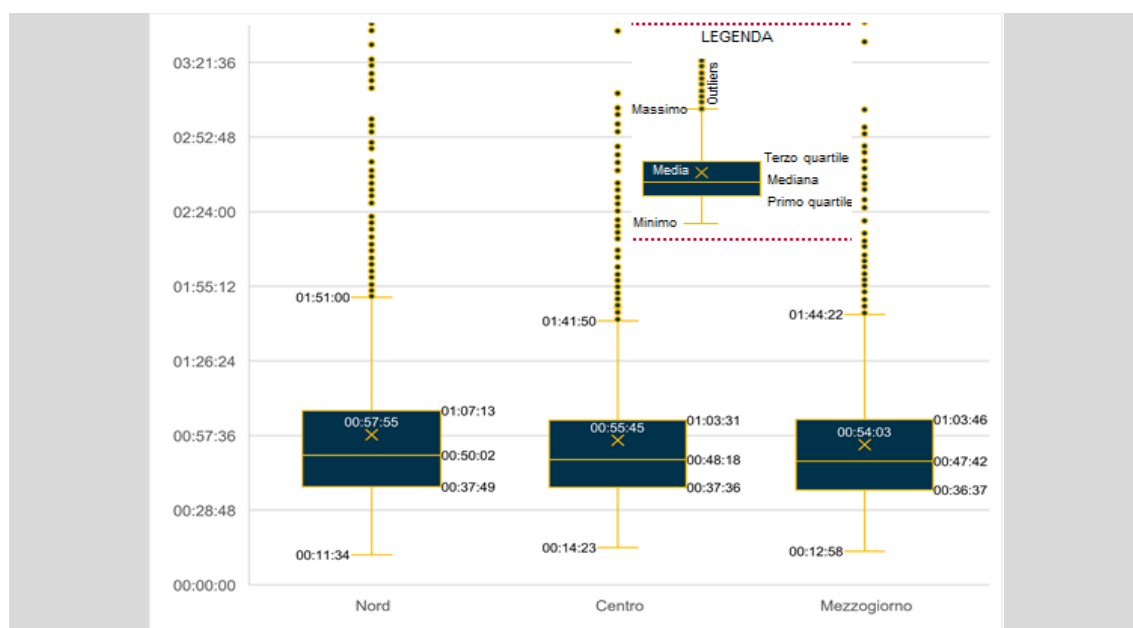 LEGENDA
03:21:36
Outliers
Massimo
02:52:48
Terzo quartile
Media
Mediana
Primo quartile
02:24:00
Minimo
01:55:12
01:51:00
01:44:22
01:41:50
01:26:24
01:07:13
00:57:55
01:03:31
01:03:46
00:55:45
00:54:03
00:57:36
00:50:02
00:48:18
00:47:42
00:37:49
00:37:36
00:36:37
00:28:48
00:11:34
00:14:23
00:12:58
00:00:00
Nord Centro Mezzogiorno